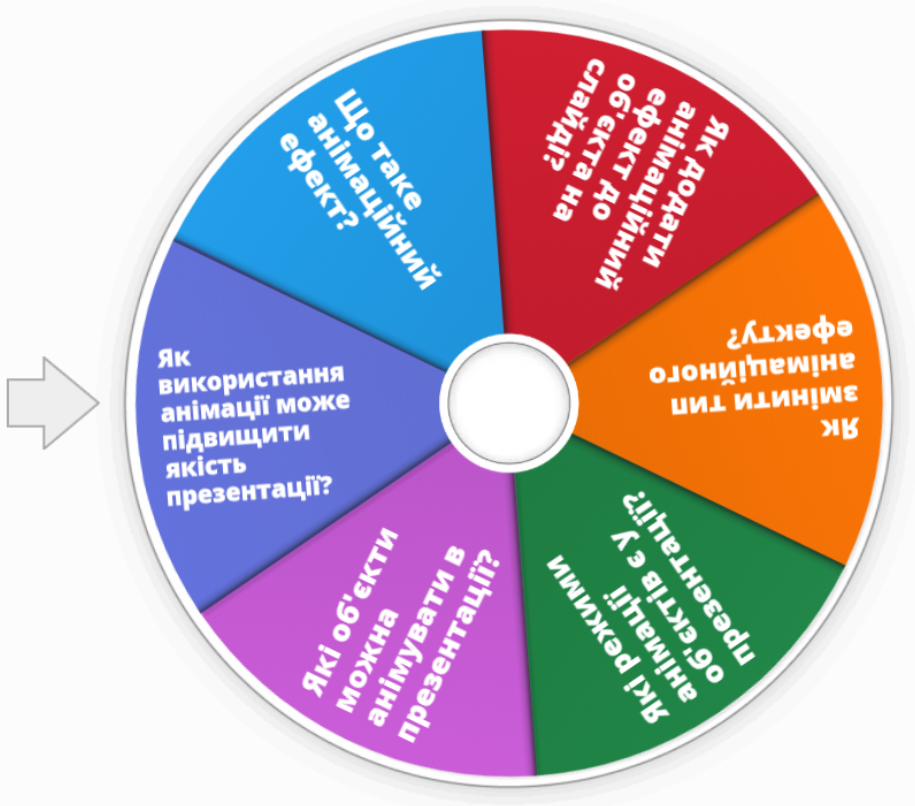 Що таке
анімаційний
ефект?
Як додати
анімаційний
ефект до
об'єкта на
слайді?
Як
змінити тип
анімаційного
ефекту?
Які режими
анімації
об'єктів є у
презентації?
Які об'єкти
можна
анімувати в
презентації?
Як
використання
анімації може
підвищити
якість
презентації?